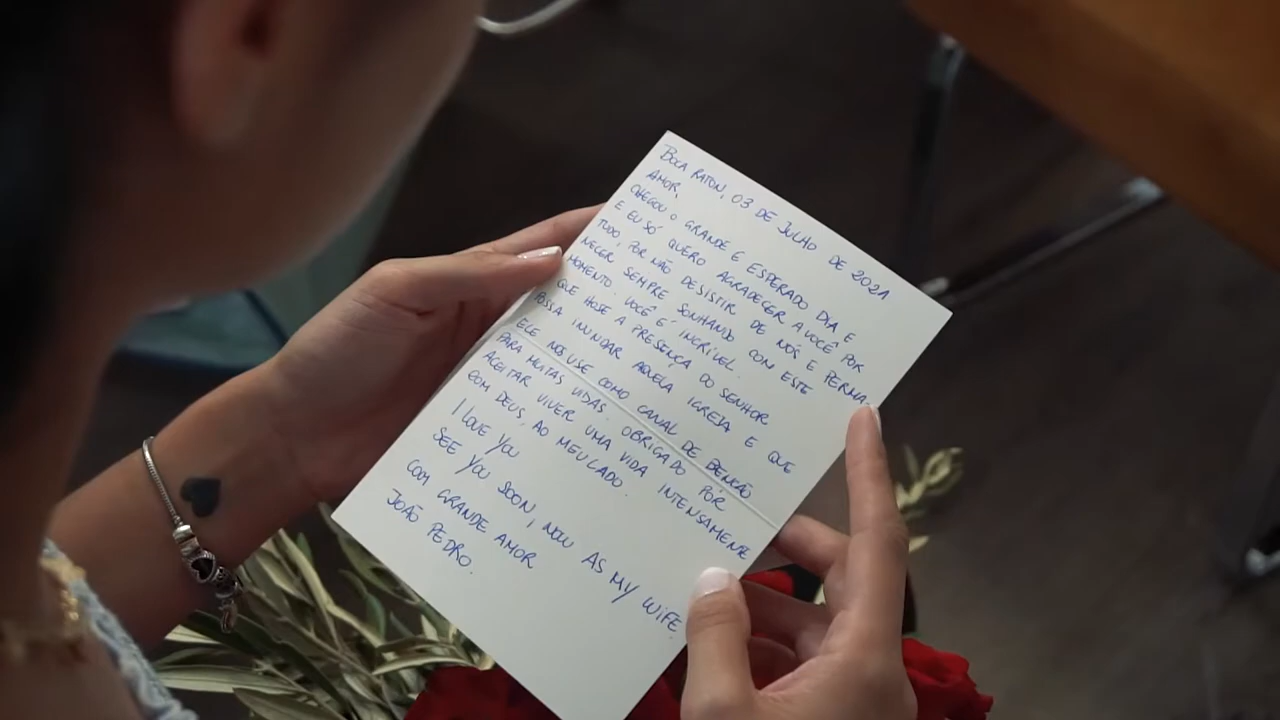 BOCA RATON, 03 DE JULHO DE 2021
AMOR,
CHEGOU O GRANDE E ESPERADO DIA E
E EU SÓ QUERO AGRADECER A VOCÊ POR
TUDO, POR NÃO DESISTIR DE NÓS E PERMA-
NECER SEMPRE SONHANDO COM ESTE
MOMENTO. VOCÊ É INCRÍVEL.
QUE HOJE A PRESENÇA DO SENHOR
POSSA INUNDAR AQUELA IGREJA E QUE
ELE NOS USE COMO CANAL DE BENÇÃO
PARA MUITAS VIDAS. OBRIGADO POR
ACEITAR VIVER UMA VIDA INTENSAMENTE
COM DEUS, AO MEU LADO.
I LOVE YOU
SEE YOU SOON, NOW AS MY WIFE.
COM GRANDE AMOR
JOÃO PEDRO.